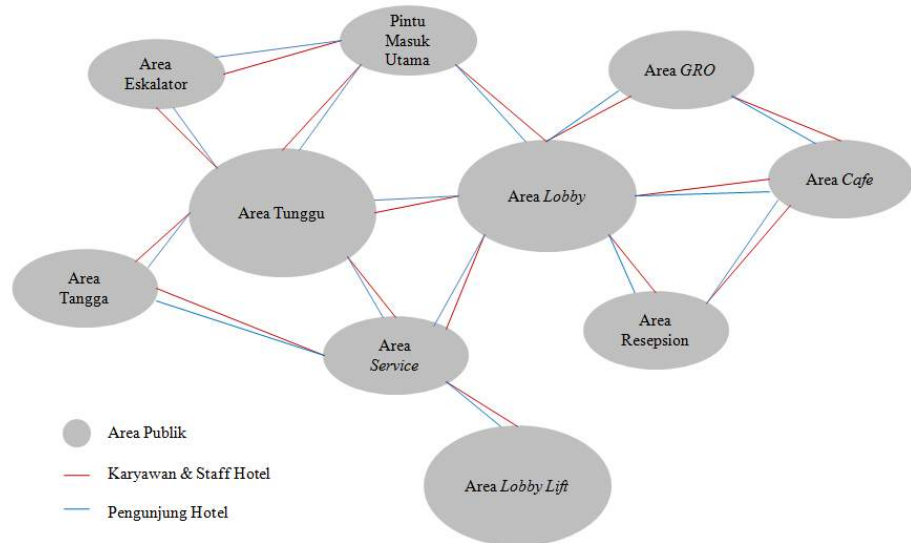 Pintu
Masuk
Utama
Area
Eskalator
Area GRO
Area Cafe
Area Lobby
Area Tunggu
Area
Tangga
Area
Resepsion
Area
Service
Area Publik
Karyawan & Staff Hotel
Area Lobby Lift
Pengunjung Hotel